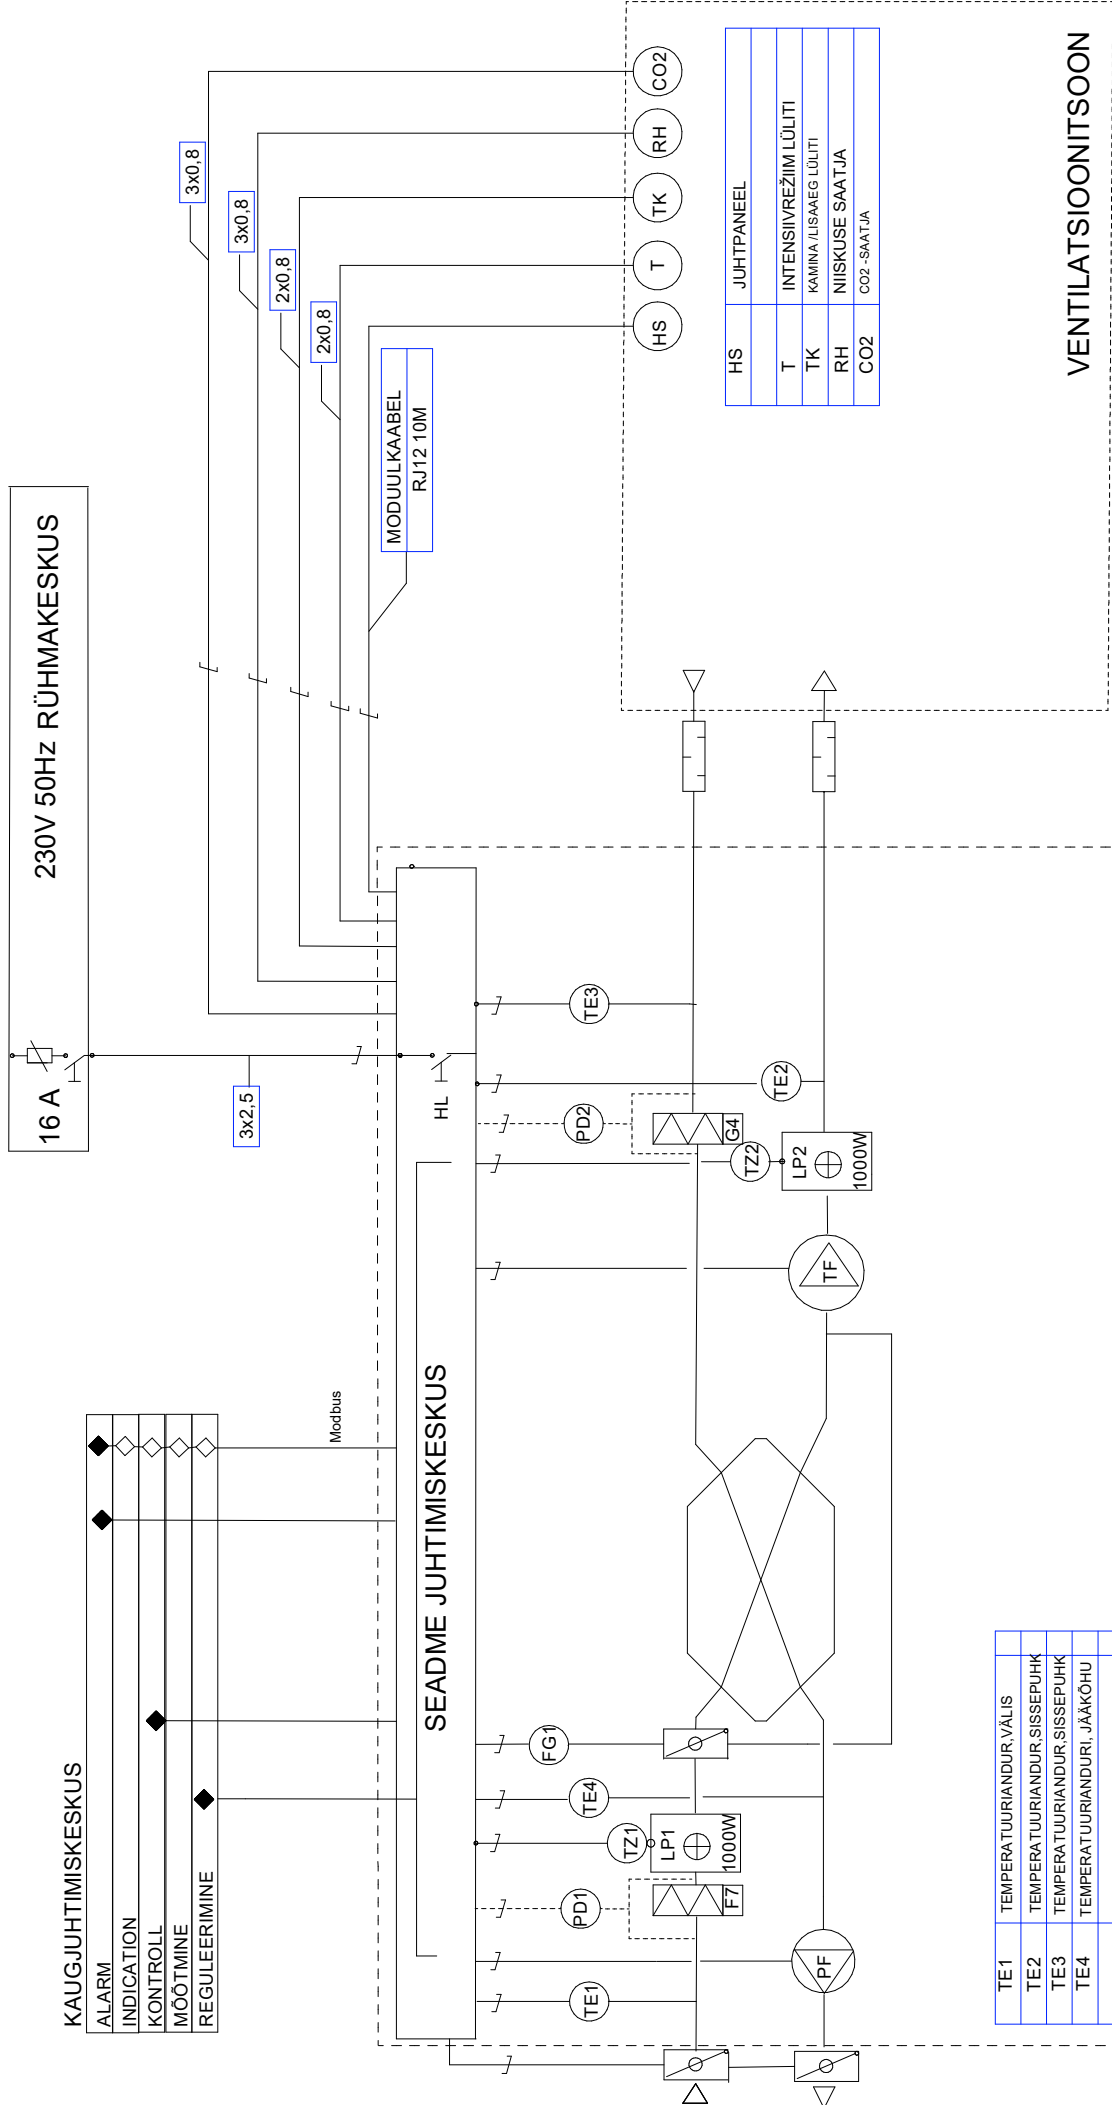 KAUGJUHTIMISKESKUS
ALARM
INDICATION
KONTROLL
MÕÕTMINE
REGULEERIMINE
Modbus
16 A
230V 50Hz RÜHMAKESKUS
3x2,5
3x0,8
3x0,8
2x0,8
2x0,8
MODUULKAABEL
RJ12 10M
SEADME JUHTIMISKESKUS
HL
CO2
RH
TK
T
HS
HS JUHTPANEEL
T INTENSIIVREŽIIM LÜLITI
TK KAMINA /LISAAEG LÜLITI
RH NIISKUSE SAATJA
CO2 CO2 -SAATJA
VENTILATSIOONITSOON
TE1
PD1
TZ1
TE4
FG1
TZ2
PD2
TE2
TE3
F7
LP1
1000W
G4
PF
TF
LP2
1000W
TE1 TEMPERATUURIANDUR,VÄLIS
TE2 TEMPERATUURIANDUR,SISSEPUHK
TE3 TEMPERATUURIANDUR,SISSEPUHK
TE4 TEMPERATUURIANDURI, JÄÄKÕHU